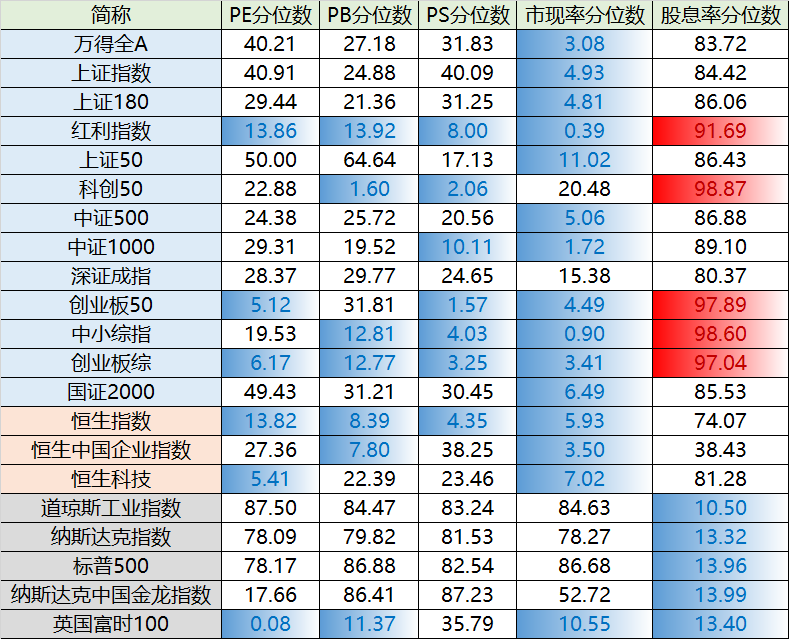 简称 PE分位数 PB分位数 PS分位数 市现率分位数 股息率分位数
万得全A 40.21 27.18 31.83 3.08 83.72
上证指数 40.91 24.88 40.09 4.93 84.42
上证180 29.44 21.36 31.25 4.81 86.06
红利指数 13.86 13.92 8.00 0.39 91.69
上证50 50.00 64.64 17.13 11.02 86.43
科创50 22.88 1.60 2.06 20.48 98.87
中证500 24.38 25.72 20.56 5.06 86.88
中证1000 29.31 19.52 10.11 1.72 89.10
深证成指 28.37 29.77 24.65 15.38 80.37
创业板50 5.12 31.81 1.57 4.49 97.89
中小综指 19.53 12.81 4.03 0.90 98.60
创业板综 6.17 12.77 3.25 3.41 97.04
国证2000 49.43 31.21 30.45 6.49 85.53
恒生指数 13.82 8.39 4.35 5.93 74.07
恒生中国企业指数 27.36 7.80 38.25 3.50 38.43
恒生科技 5.41 22.39 23.46 7.02 81.28
道琼斯工业指数 87.50 84.47 83.24 84.63 10.50
纳斯达克指数 78.09 79.82 81.53 78.27 13.32
标普500 78.17 86.88 82.54 86.68 13.96
纳斯达克中国金龙指数 17.66 86.41 87.23 52.72 13.99
英国富时100 0.08 11.37 35.79 10.55 13.40